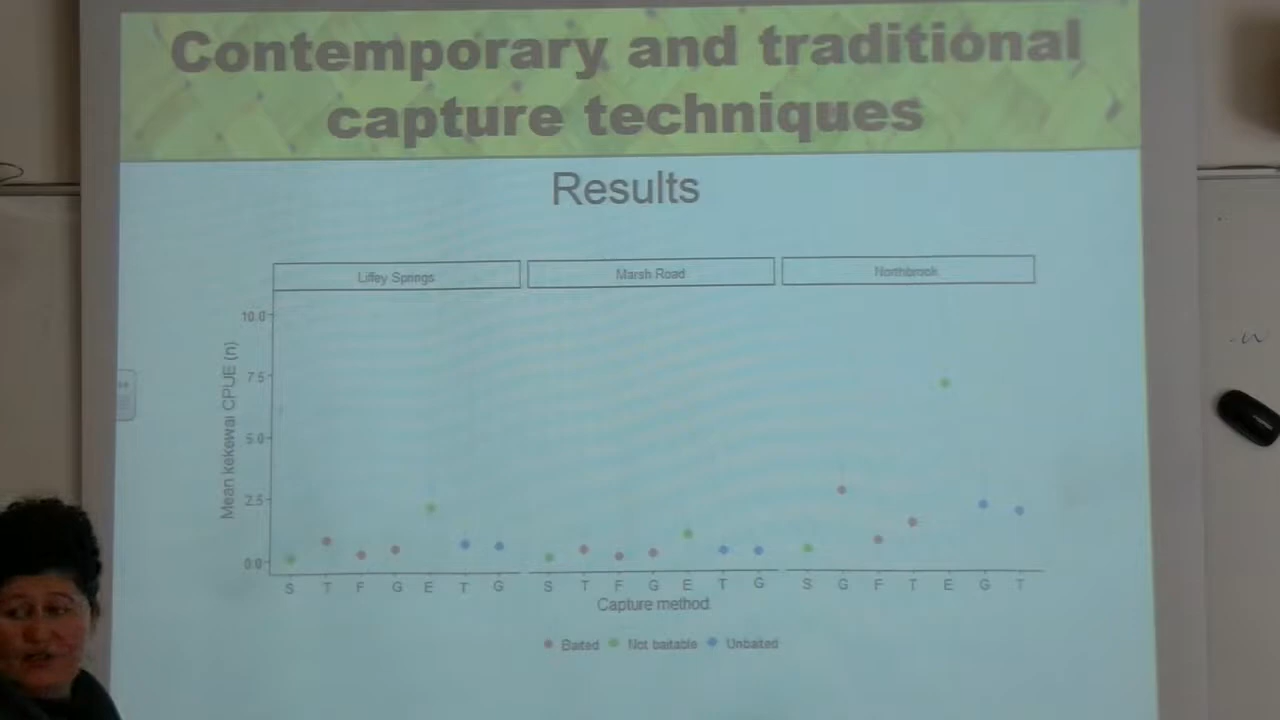 Contemporary and traditional
capture techniques
Results
Liffey Springs Marsh Road Northbrook
10.0
7.5
5.0
2.5
0.0
Mean kekewai CPUE (n)
S T F G E T G S T F G E T G S G F T E G T
Capture method
Baited Not baitable Unbaited